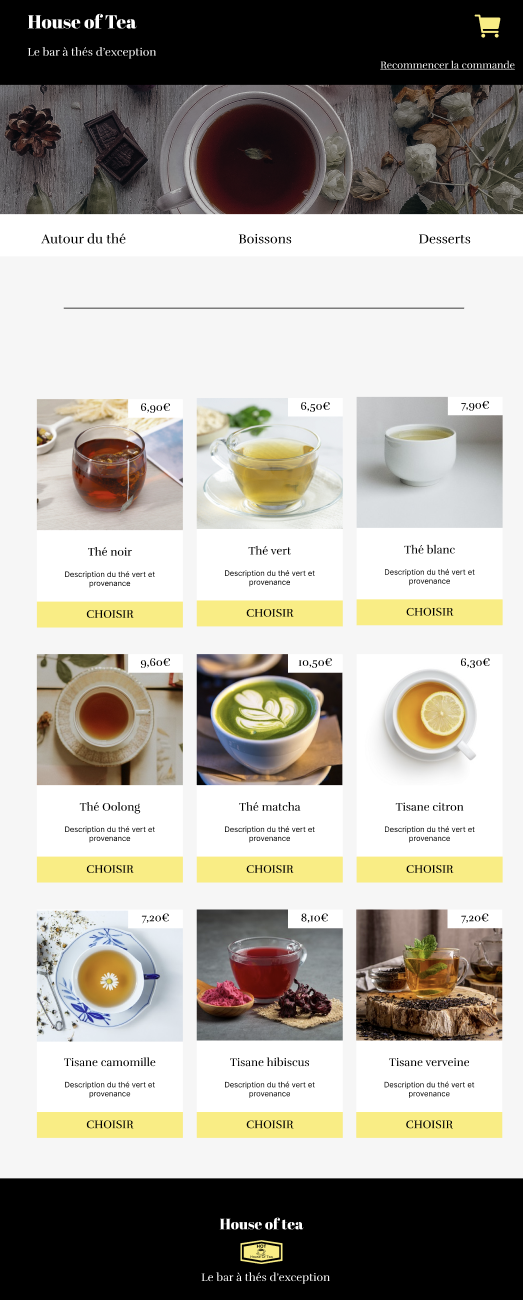 House of Tea
Le bar à thés d'exception
Recommencer la commande
Autour du thé Boissons Desserts
6,90€ 6,50€ 7,90€
Thé noir Thé vert Thé blanc
Description du thé vert et Description du thé vert et Description du thé vert et
provenance provenance provenance
CHOISIR CHOISIR CHOISIR
9,60€ 10,50€ 6,30€
Thé Oolong Thé matcha Tisane citron
Description du thé vert et Description du thé vert et Description du thé vert et
provenance provenance provenance
CHOISIR CHOISIR CHOISIR
7,20€ 8,10€ 7,20€
Tisane camomille Tisane hibiscus Tisane verveine
Description du thé vert et Description du thé vert et Description du thé vert et
provenance provenance provenance
CHOISIR CHOISIR CHOISIR
House of tea
HOT
House of Tea
Le bar à thés d'exception